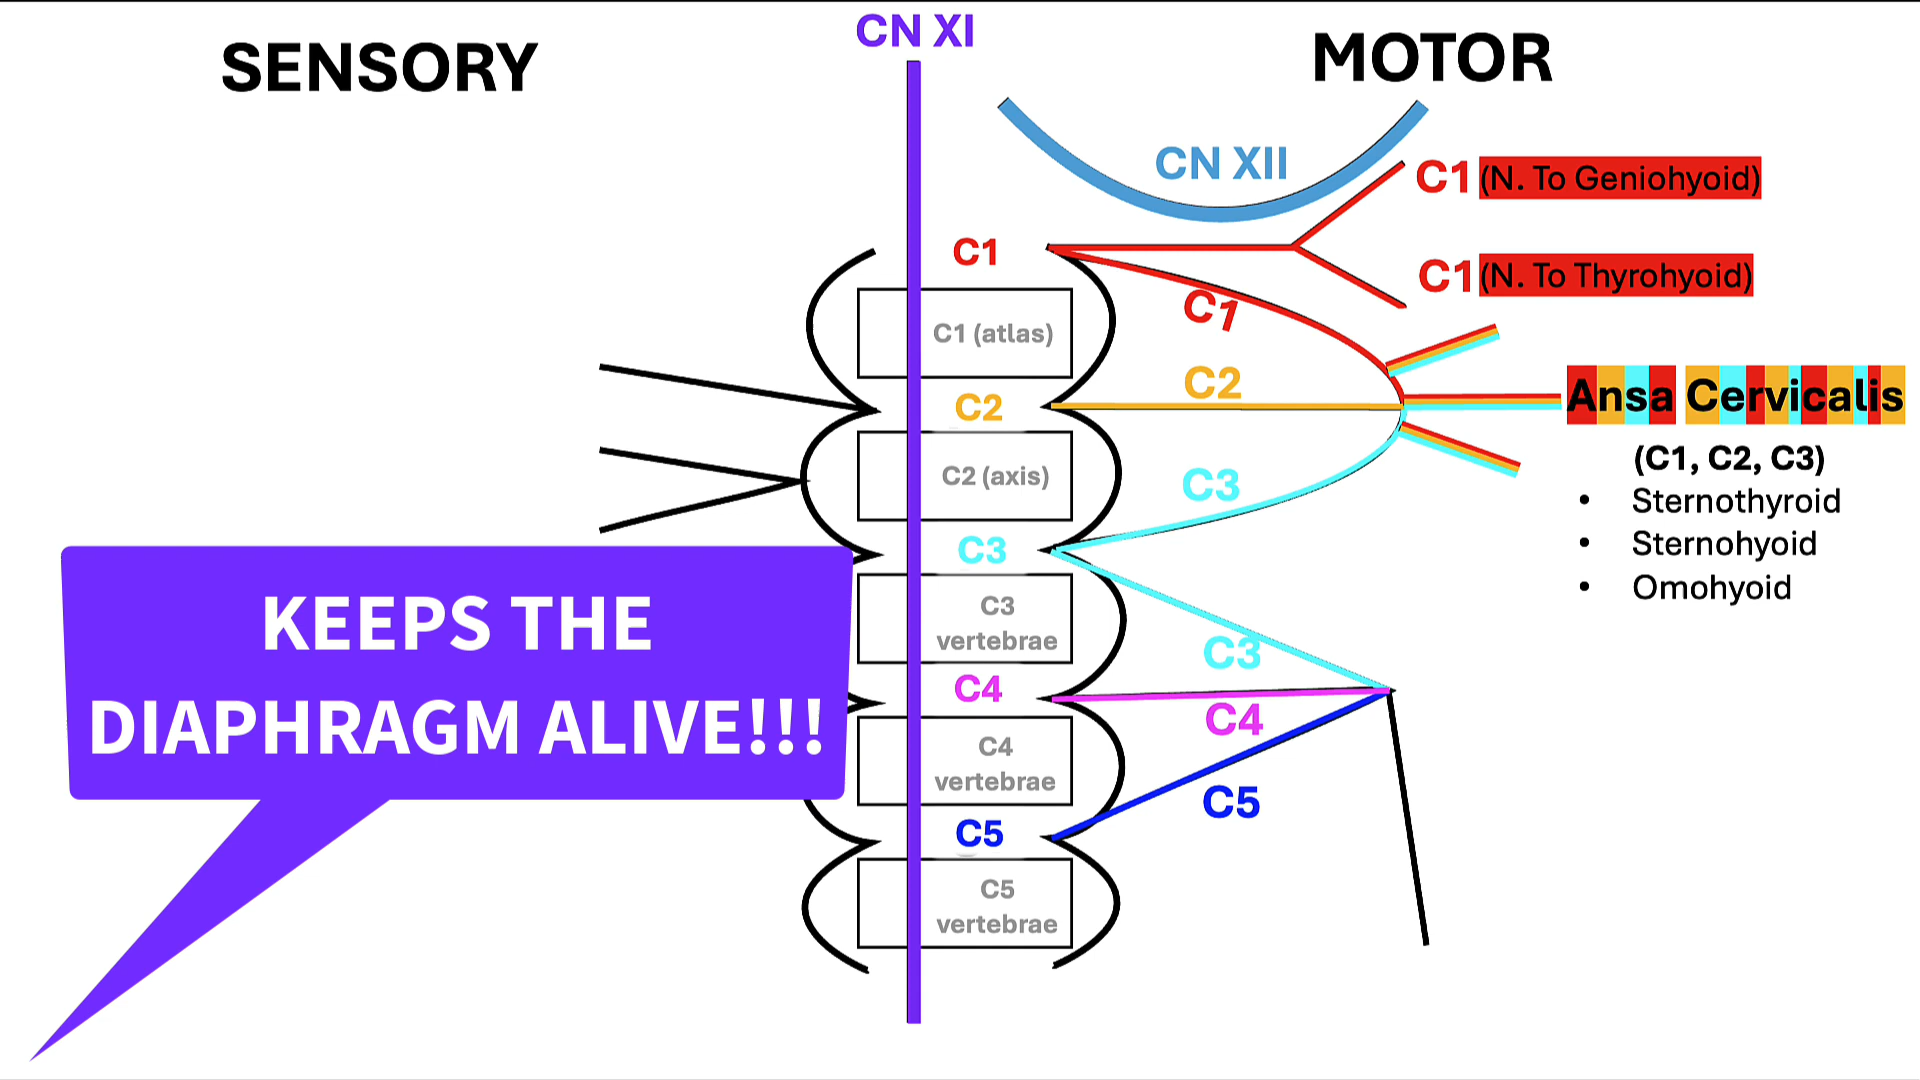 CN XI
SENSORY
MOTOR
CN XII
C1 (N. To Geniohyoid)
C1
C1 (N. To Thyrohyoid)
C1
C1 (atlas)
C2
Ansa Cervicalis
C2
(C1, C2, C3)
C2 (axis)
C3
• Sternothyroid
• Sternohyoid
C3
• Omohyoid
KEEPS THE
DIAPHRAGM ALIVE!!!
C3
vertebrae
C3
C4
C4
C4
vertebrae
C5
C5
C5
vertebrae